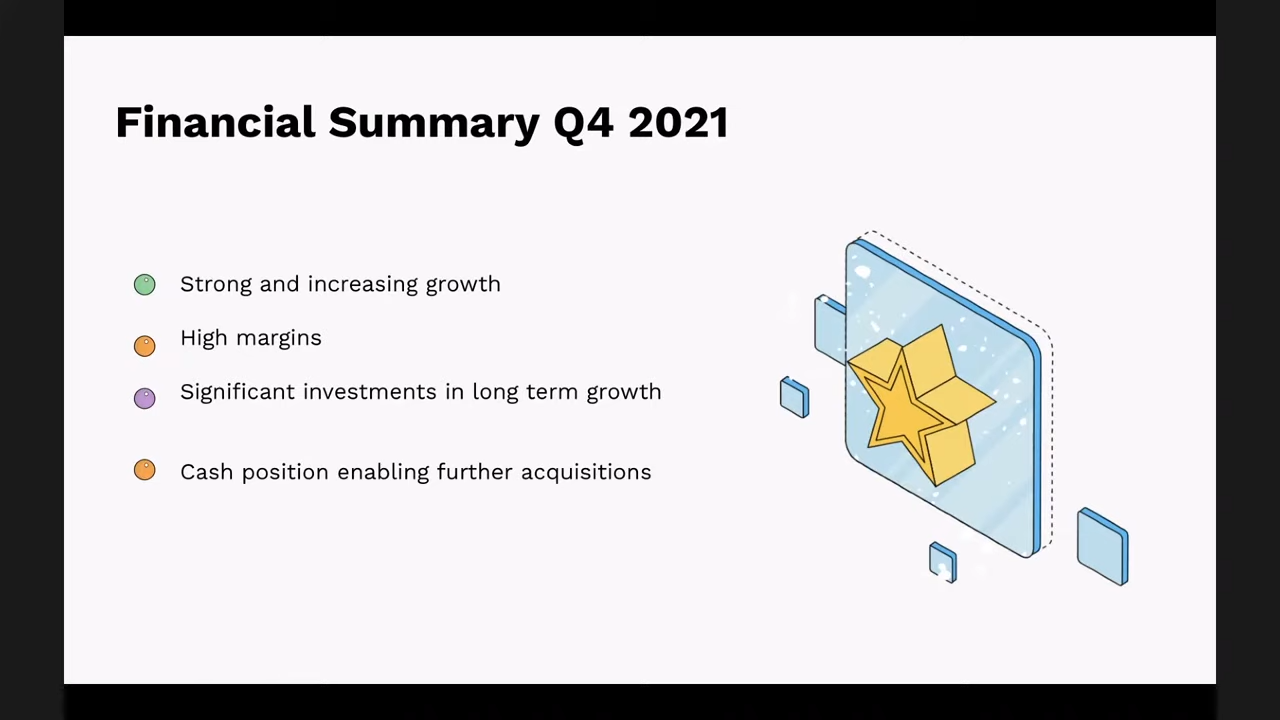 Financial Summary Q4 2021
Strong and increasing growth
High margins
Significant investments in long term growth
Cash position enabling further acquisitions